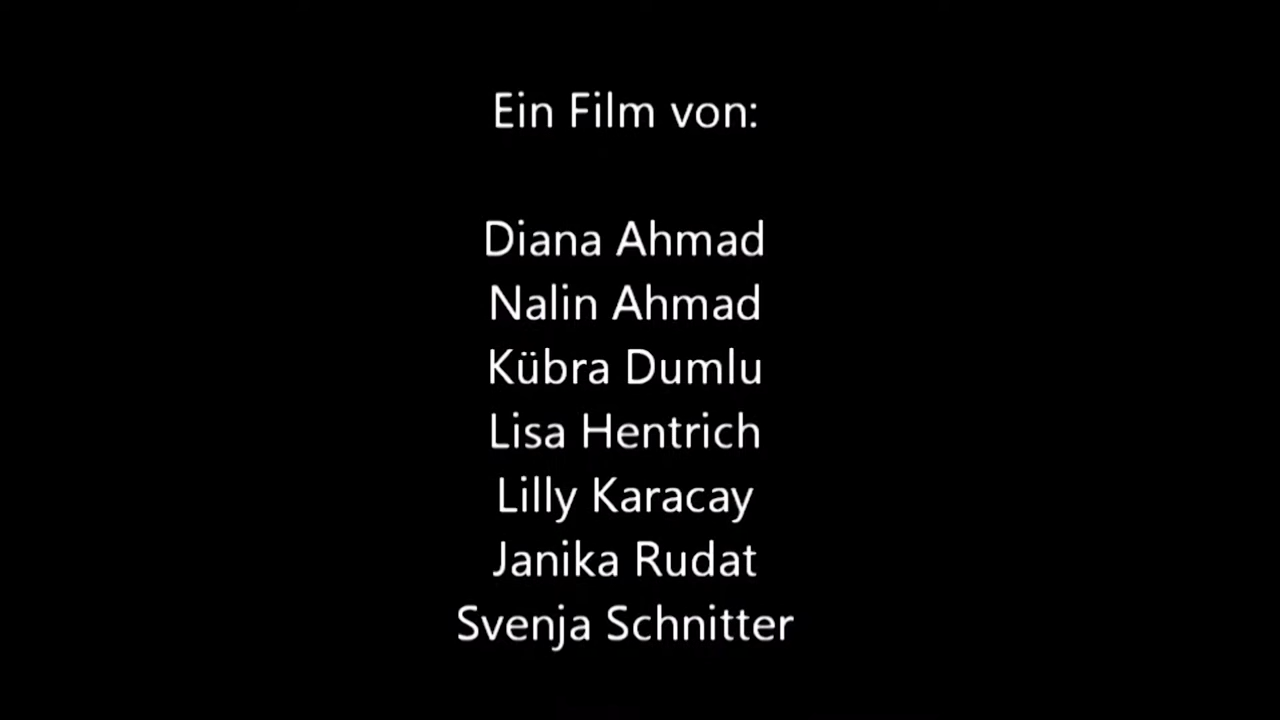 Ein Film von:
Diana Ahmad
Nalin Ahmad
Kübra Dumlu
Lisa Hentrich
Lilly Karacay
Janika Rudat
Svenja Schnitter